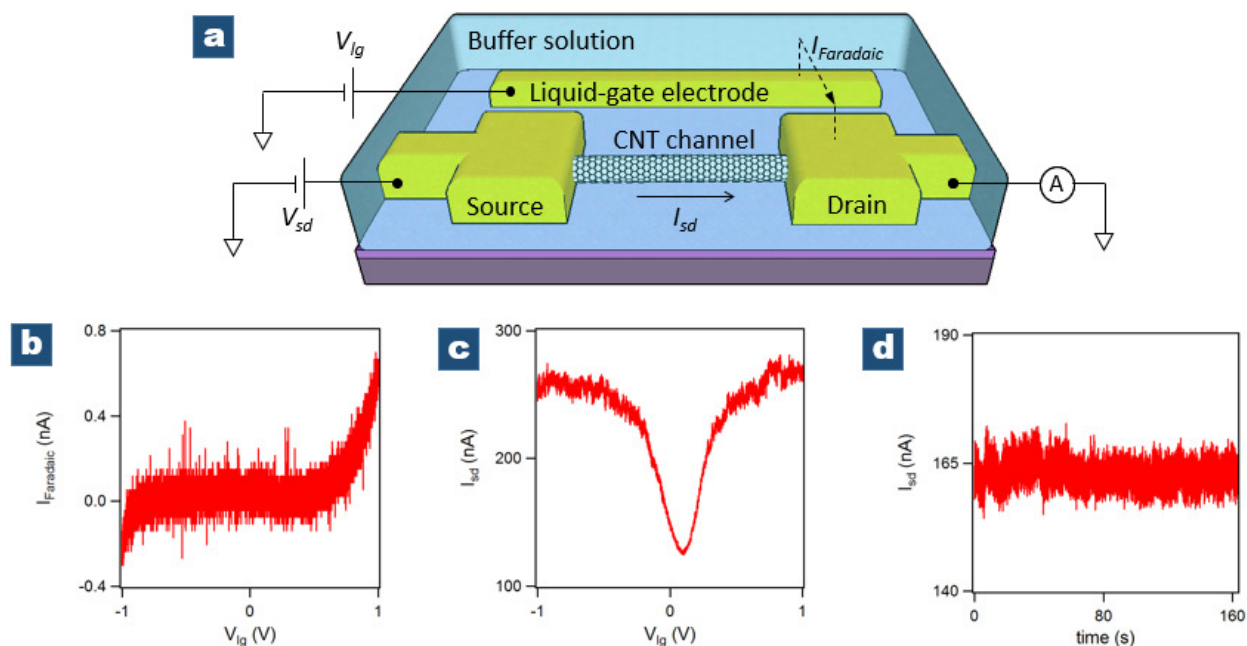 a
V_lg
Buffer solution
I_Faradaic
Liquid-gate electrode
CNT channel
A
V_sd
Source
I_sd
Drain
b
0.8
0.4
0.0
-0.4
I_Faradaic (nA)
-1
0
1
V_lg (V)
c
300
200
100
I_sd (nA)
-1
0
1
V_lg (V)
d
190
165
140
I_sd (nA)
0
80
160
time (s)